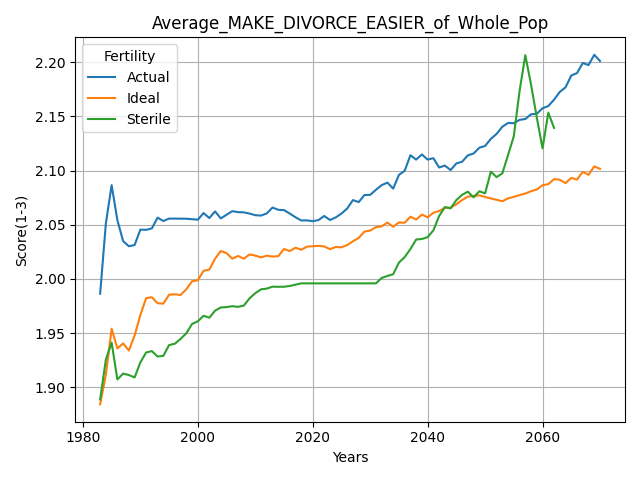 Average_MAKE_DIVORCE_EASIER_of_Whole_Pop
Fertility
Actual
Ideal
Sterile
Score(1-3)
2.20
2.15
2.10
2.05
2.00
1.95
1.90
1980 2000 2020 2040 2060
Years